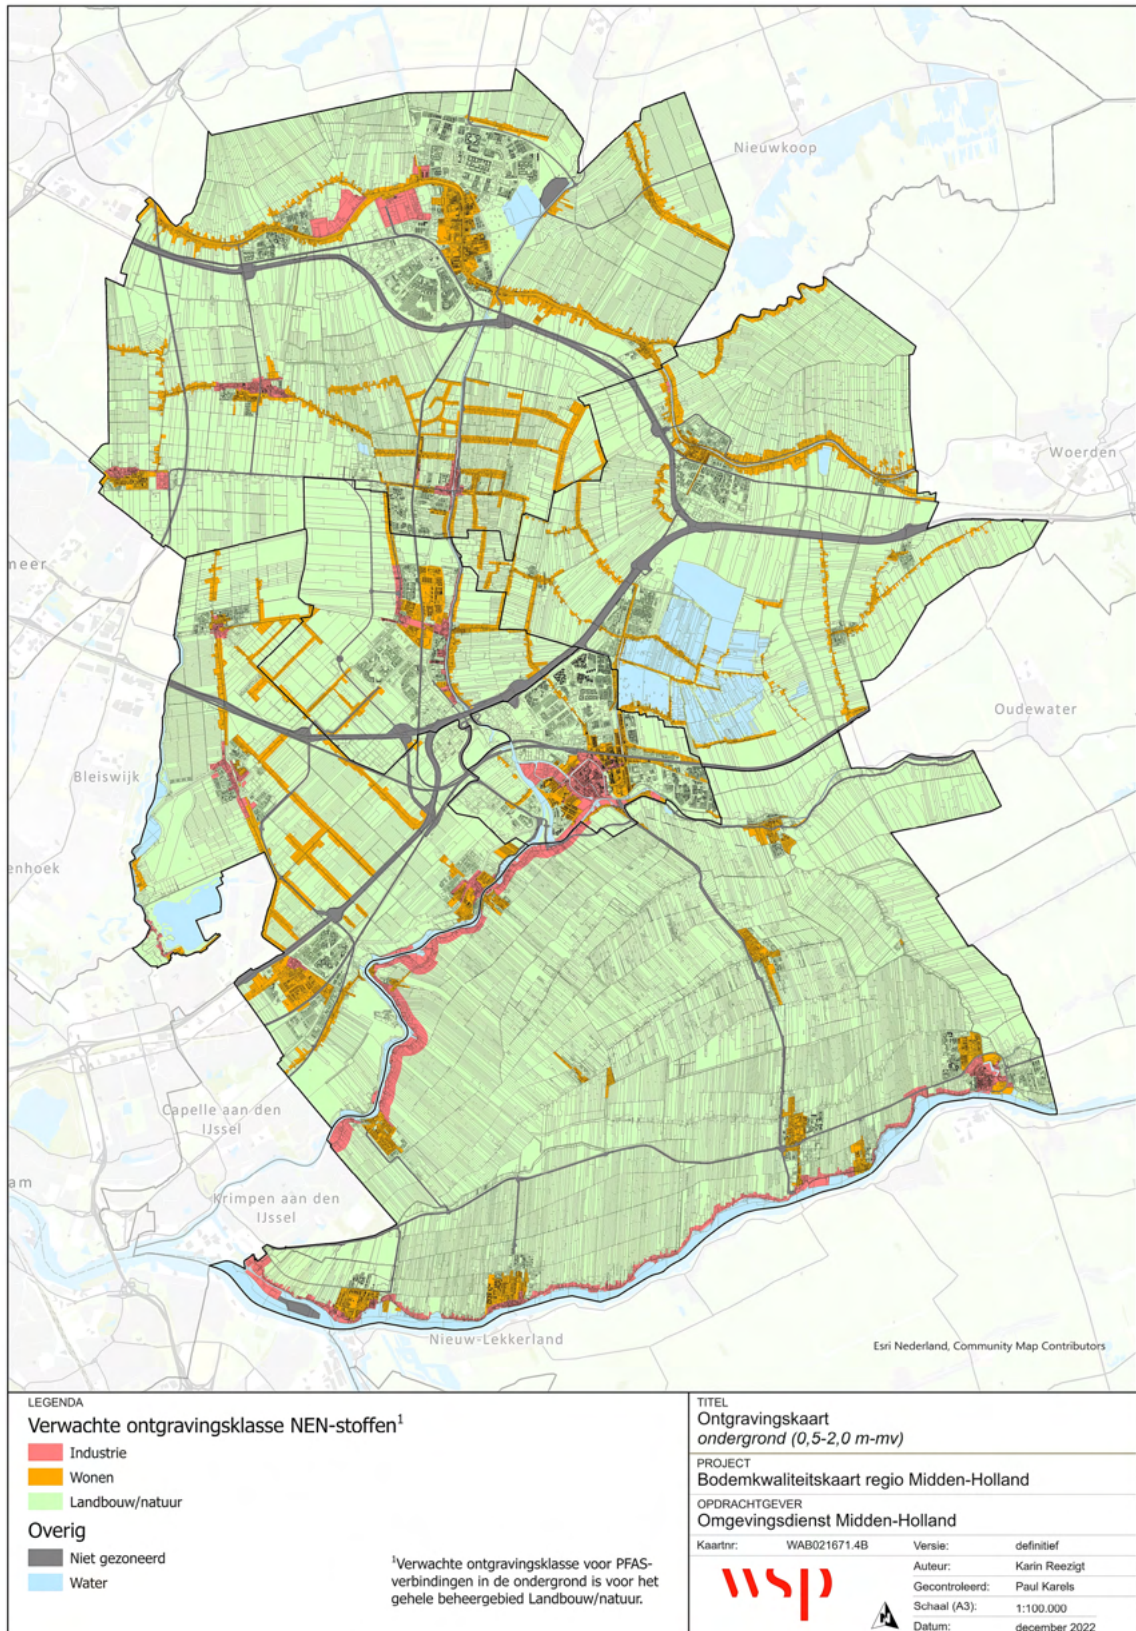 Nieuwkoop
Woerden
meer
Oudewater
Bleiswijk
enhoek
Capelle aan den
IJssel
am
Krimpen aan den
IJssel
Nieuw-Lekkerland
Esri Nederland, Community Map Contributors
LEGENDA
Verwachte ontgravingsklasse NEN-stoffen¹
Industrie
Wonen
Landbouw/natuur
Overig
Niet gezoneerd
Water
¹Verwachte ontgravingsklasse voor PFAS-
verbindingen in de ondergrond is voor het
gehele beheergebied Landbouw/natuur.
TITEL
Ontgravingskaart
ondergrond (0,5-2,0 m-mv)
PROJECT
Bodemkwaliteitskaart regio Midden-Holland
OPDRACHTGEVER
Omgevingsdienst Midden-Holland
Kaartnr: WAB021671.4B
Versie: definitief
Auteur: Karin Reezigt
Gecontroleerd: Paul Karels
Schaal (A3): 1:100.000
Datum: december 2022
wsp
N